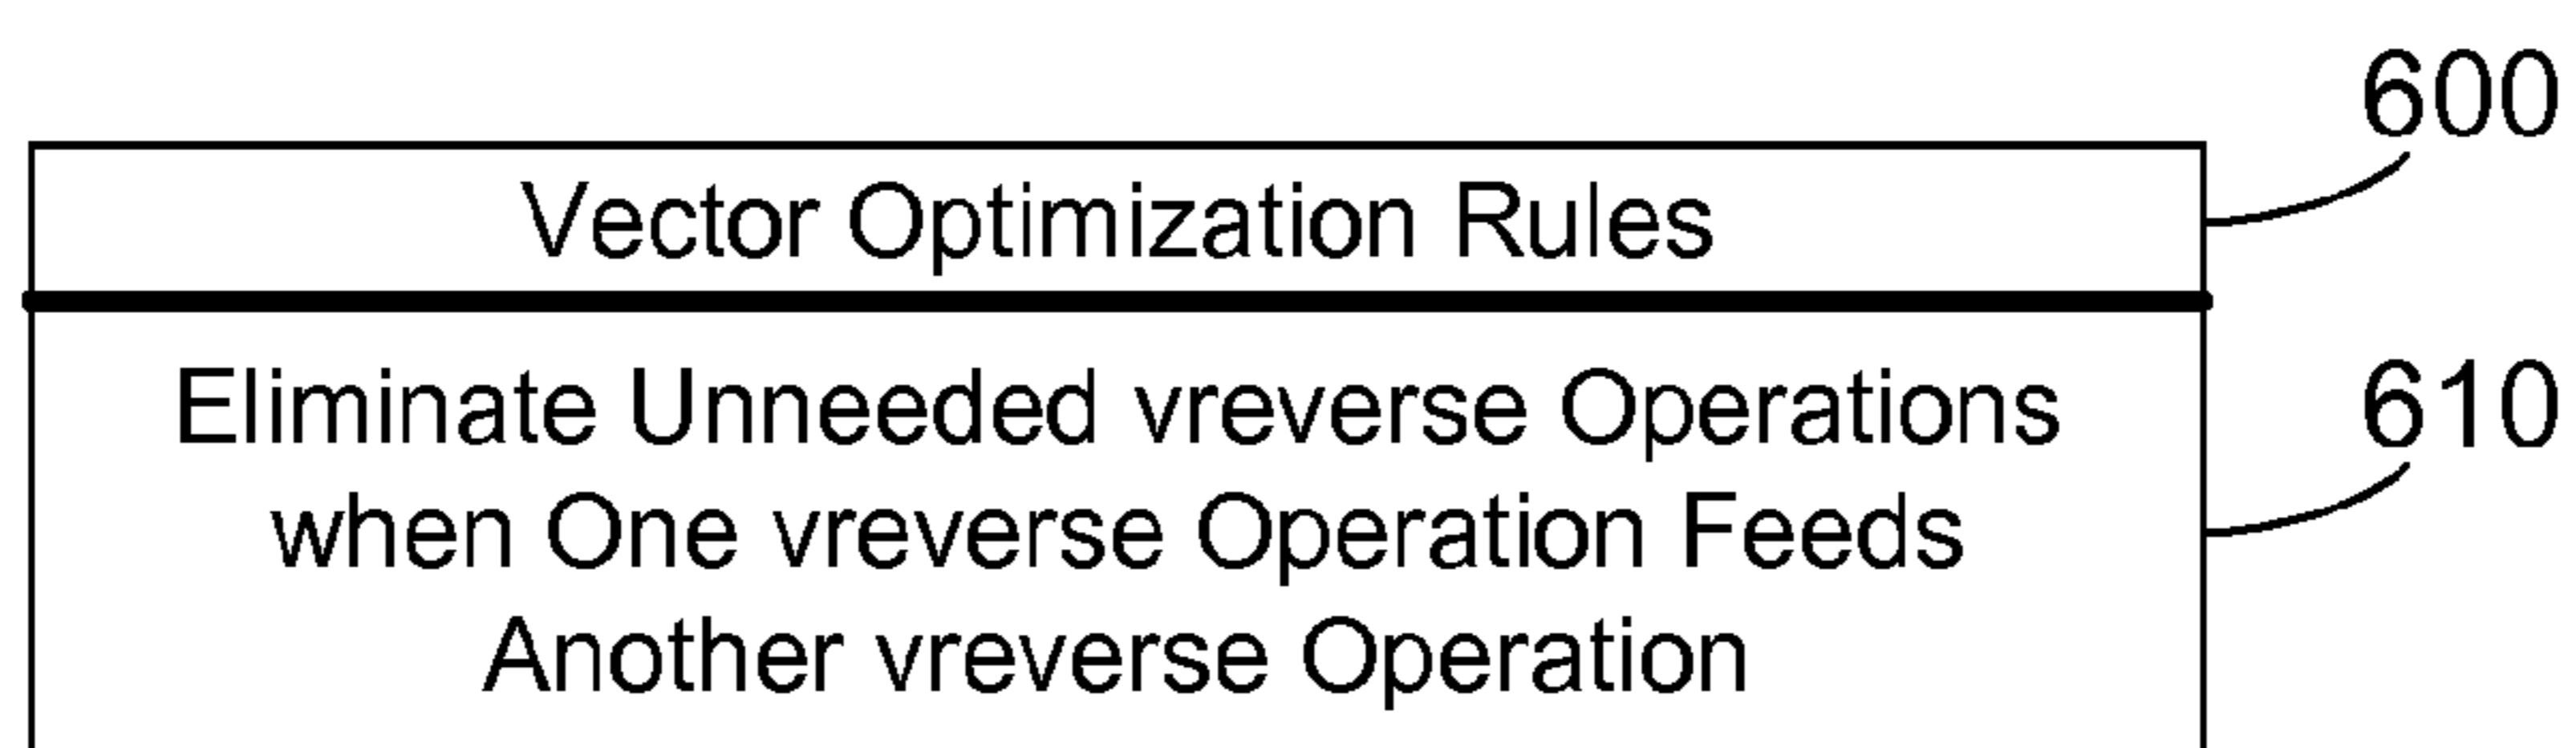 600
Vector Optimization Rules
Eliminate Unneeded vreverse Operations
610
when One vreverse Operation Feeds
Another vreverse Operation